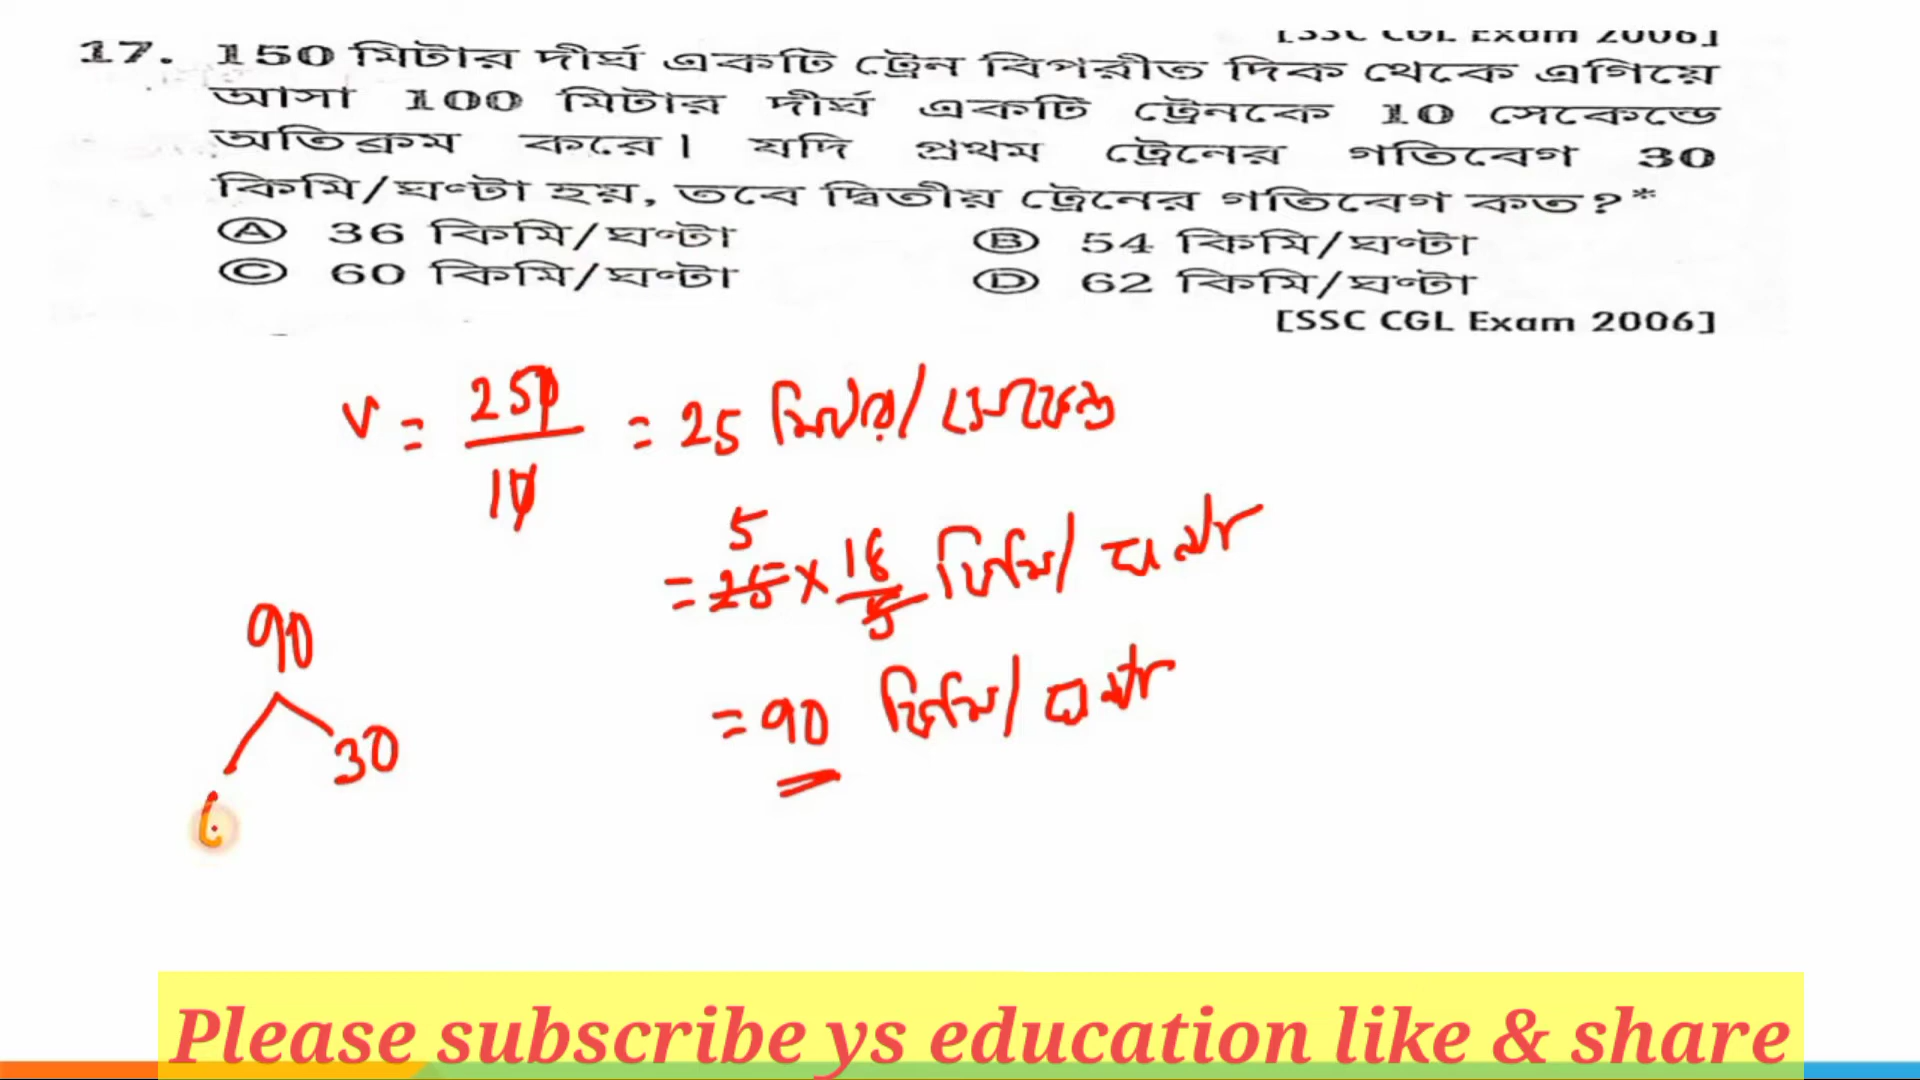 [SSC CGL Exam 2006]
17. 150 মিটার দীর্ঘ একটি ট্রেন বিপরীত দিক থেকে এগিয়ে
আসা 100 মিটার দীর্ঘ একটি ট্রেনকে 10 সেকেন্ডে
অতিক্রম করে। যদি প্রথম ট্রেনের গতিবেগ 30
কিমি/ঘণ্টা হয়, তবে দ্বিতীয় ট্রেনের গতিবেগ কত?*
Ⓐ 36 কিমি/ঘণ্টা Ⓑ 54 কিমি/ঘণ্টা
Ⓒ 60 কিমি/ঘণ্টা Ⓓ 62 কিমি/ঘণ্টা
[SSC CGL Exam 2006]
v = 250/10 = 25 মিটার/সেকেন্ড
5
= 25 × 18/5 কিমি/ঘন্টা
= 90 কিমি/ঘন্টা
90
30
Please subscribe ys education like & share